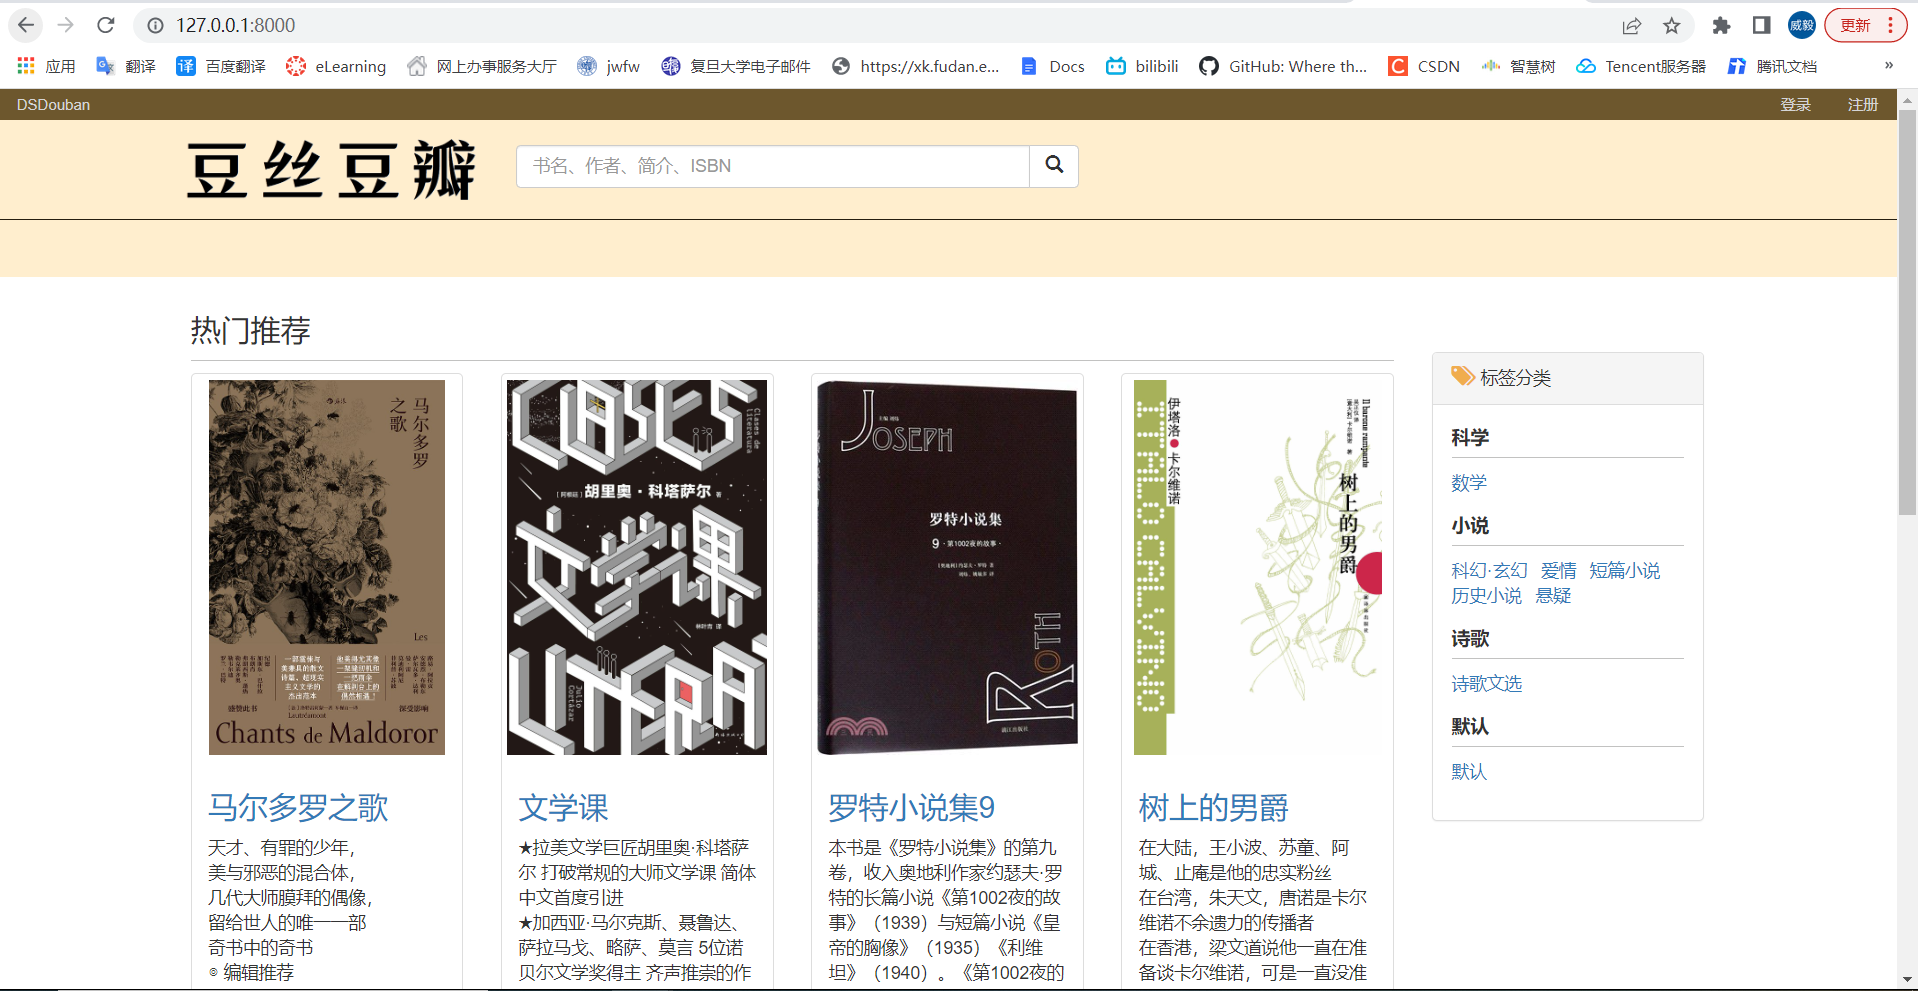 127.0.0.1:8000
威毅
更新
应用
翻译
百度翻译
eLearning
网上办事服务大厅
jwfw
复旦大学电子邮件
https://xk.fudan.e...
Docs
bilibili
GitHub: Where th...
CSDN
智慧树
Tencent服务器
腾讯文档
»
DSDouban
登录
注册
豆丝豆瓣
书名、作者、简介、ISBN
热门推荐
马尔多罗
之歌
Les
Chants de Maldoror
CLASES
Clases de
literatura
[阿根廷] 胡里奥·科塔萨尔 著
文学课
林叶青 译
Julio
Cortázar
LITERA
JOSEPH
罗特小说集
9 · 第1002夜的故事 ·
ROTH
漓江出版社
ITALO CALVINO
伊塔洛·卡尔维诺
Il barone rampante
树上的男爵
马尔多罗之歌
天才、有罪的少年，
美与邪恶的混合体，
几代大师膜拜的偶像，
留给世人的唯一一部
奇书中的奇书
◎ 编辑推荐
文学课
★拉美文学巨匠胡里奥·科塔萨
尔 打破常规的大师文学课 简体
中文首度引进
★加西亚·马尔克斯、聂鲁达、
萨拉马戈、略萨、莫言 5位诺
贝尔文学奖得主 齐声推崇的作
罗特小说集9
本书是《罗特小说集》的第九
卷，收入奥地利作家约瑟夫·罗
特的长篇小说《第1002夜的故
事》（1939）与短篇小说《皇
帝的胸像》（1935）《利维
坦》（1940）。《第1002夜的
树上的男爵
在大陆，王小波、苏童、阿
城、止庵是他的忠实粉丝
在台湾，朱天文，唐诺是卡尔
维诺不余遗力的传播者
在香港，梁文道说他一直在准
备谈卡尔维诺，可是一直没准
标签分类
科学
数学
小说
科幻·玄幻 爱情 短篇小说
历史小说 悬疑
诗歌
诗歌文选
默认
默认